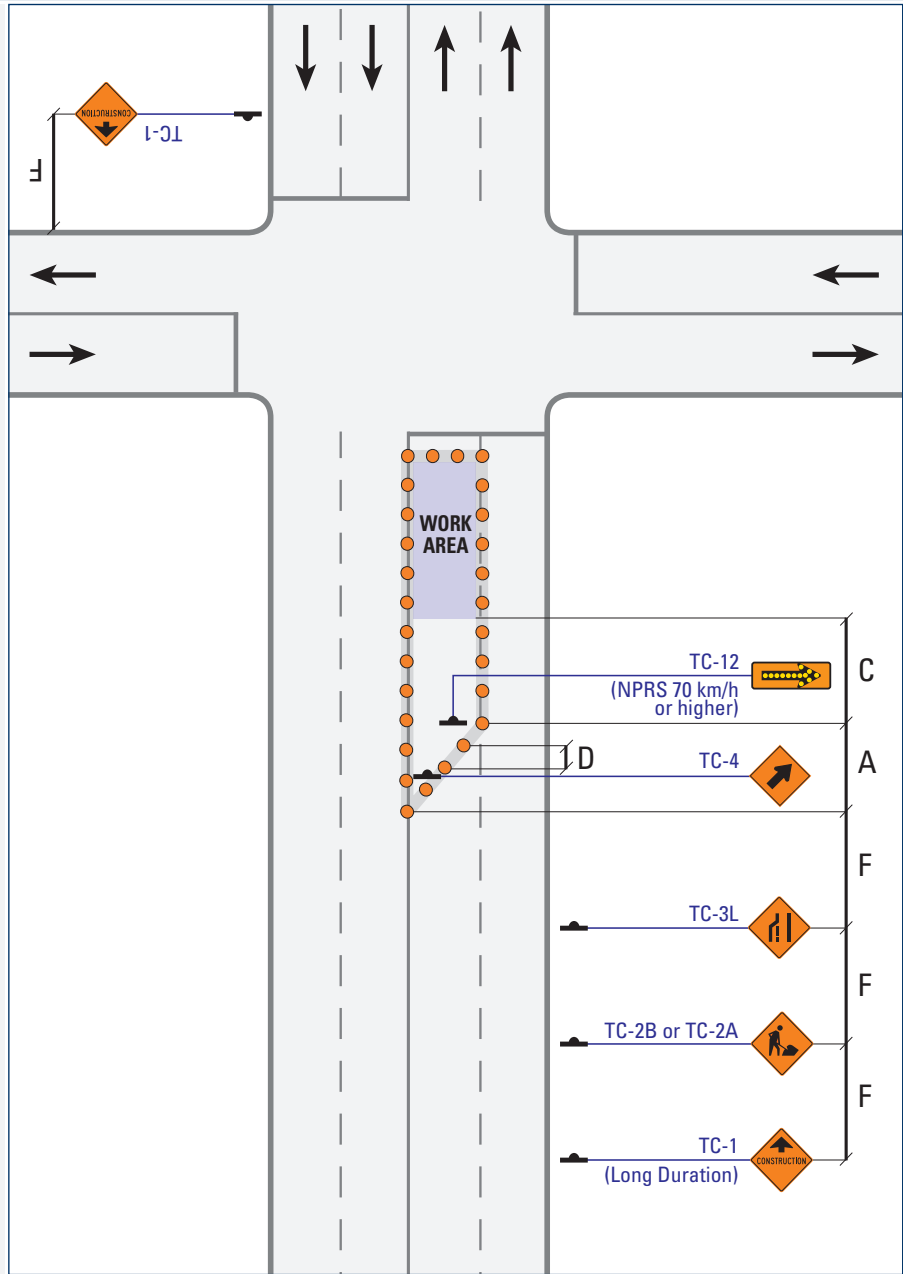 CONSTRUCTION
TC-1
F
WORK
AREA
TC-12
(NPRS 70 km/h
or higher)
C
D
TC-4
A
F
TC-3L
F
TC-2B or TC-2A
F
TC-1
(Long Duration)
CONSTRUCTION